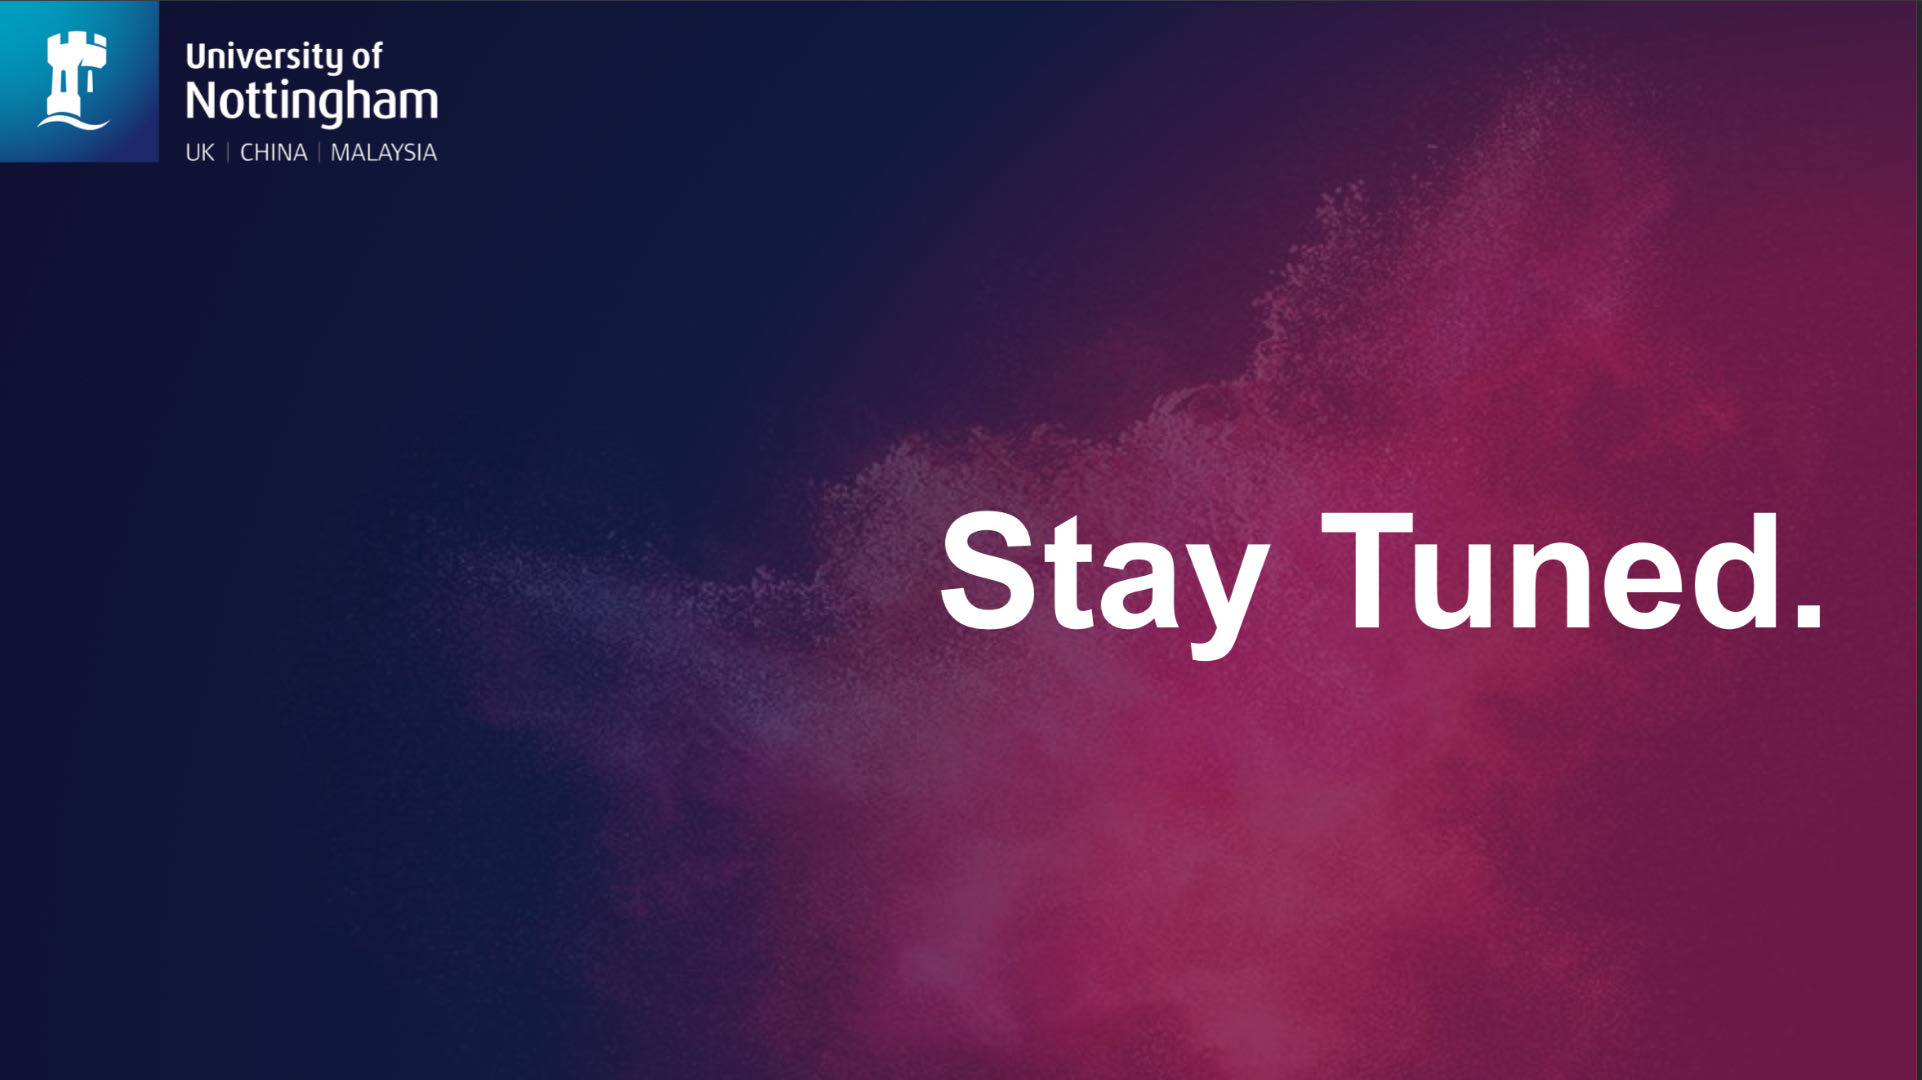 University of
Nottingham
UK | CHINA | MALAYSIA
Stay Tuned.